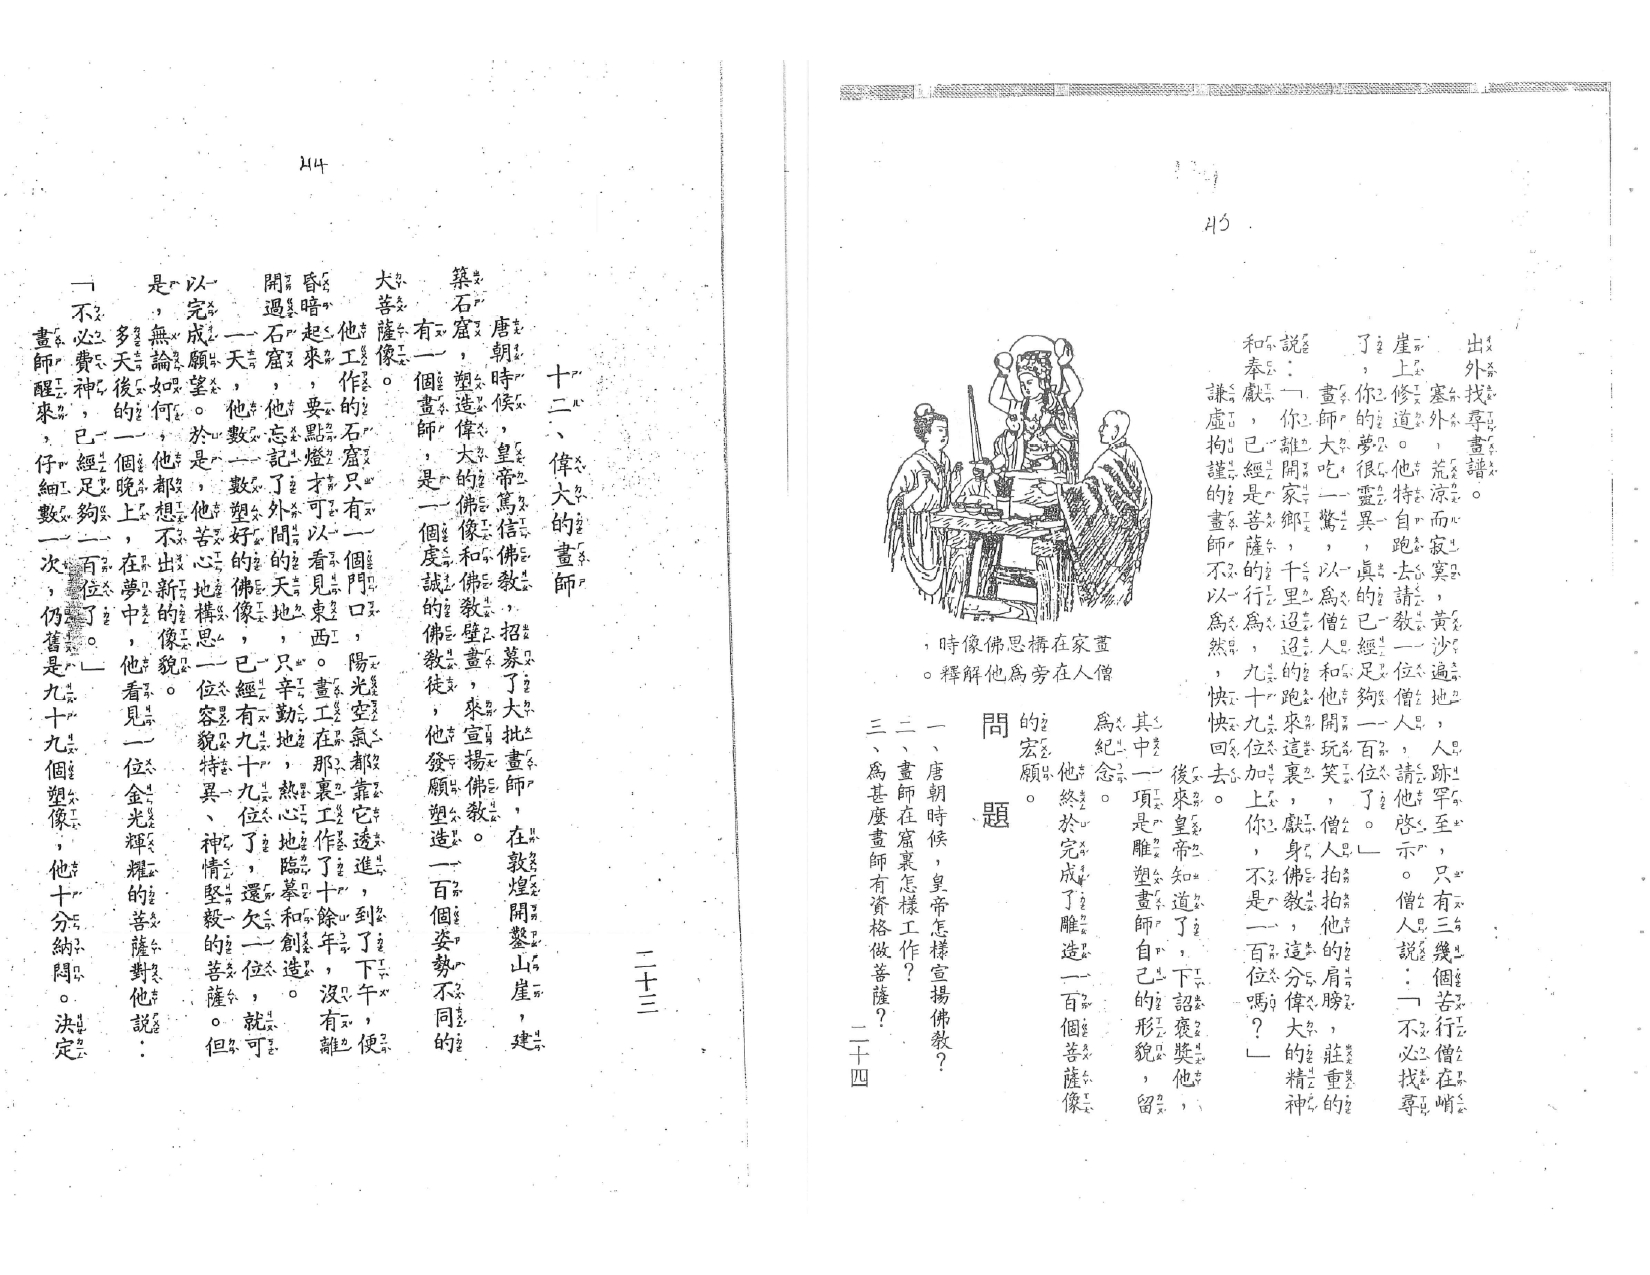 44
十二、偉大的畫師
唐朝時候，皇帝篤信佛教，招募了大批畫師，在敦煌開鑿山崖，建
築石窟，塑造偉大的佛像和佛教壁畫，來宣揚佛教。
有一個畫師，是一個虔誠的佛教徒，他發願塑造一百個姿勢不同的
大菩薩像。
他工作的石窟只有一個門口，陽光空氣都靠它透進，到了下午，便
昏暗起來，要點燈才可以看見東西。畫工在那裏工作了十餘年，沒有離
開過石窟，他忘記了外間的天地，只辛勤地，熱心地臨摹和創造。
一天，他數一數塑好的佛像，已經有九十九位了，還欠一位，就可
以完成願望。於是，他苦心地構思一位容貌特異、神情堅毅的菩薩。但
是，無論如何，他都想不出新的像貌。
多天後的一個晚上，在夢中，他看見一位金光輝耀的菩薩對他說：
「不必費神，已經足夠一百位了。」
畫師醒來，仔細數一次，仍舊是九十九個塑像，他十分納悶。決定
二十三
45
出外找尋畫譜。
塞外，荒涼而寂寞，黃沙遍地，人跡罕至，只有三幾個苦行僧在峭
崖上修道。他特自跑去請教一位僧人，請他啓示。僧人說：「不必找尋
了，你的夢很靈異，真的已經足夠一百位了。」
畫師大吃一驚，以爲僧人和他開玩笑，僧人拍拍他的肩膀，莊重的
說：「你離開家鄉，千里迢迢的跑來這裏，獻身佛教，這分偉大的精神
和奉獻，已經是菩薩的行爲，九十九位加上你，不是一百位嗎？」
謙虛拘謹的畫師不以爲然，怏怏回去。
後來皇帝知道了，下詔褒獎他，
其中一項是雕塑畫師自己的形貌，留
爲紀念。
他終於完成了雕造一百個菩薩像
的宏願。
畫家在構思佛像時，
僧人在旁爲他解釋。
問題
一、唐朝時候，皇帝怎樣宣揚佛教？
二、畫師在窟裏怎樣工作？
三、爲甚麼畫師有資格做菩薩？
二十四